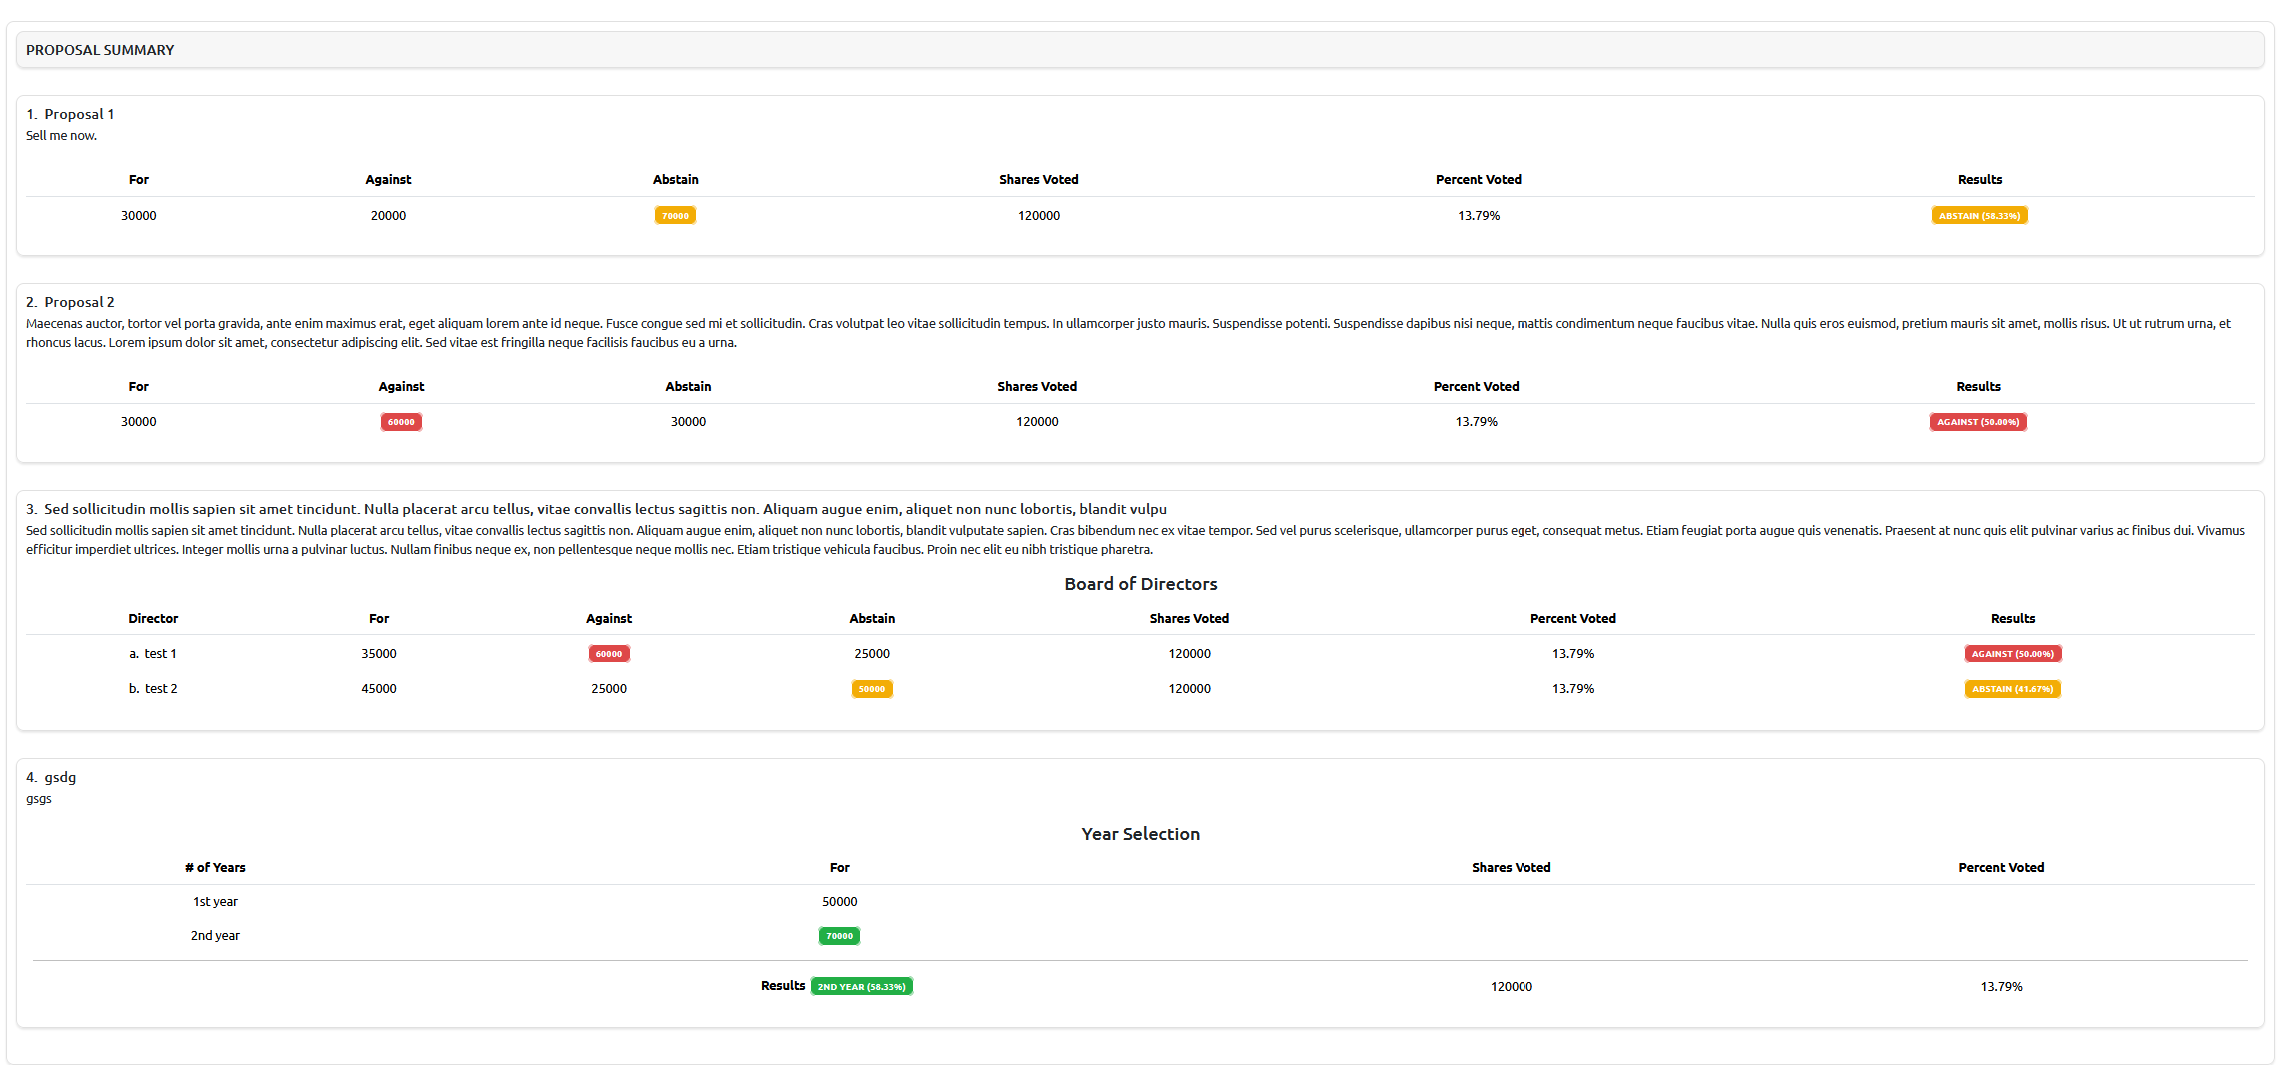 PROPOSAL SUMMARY
1. Proposal 1
Sell me now.
For Against Abstain Shares Voted Percent Voted Results
30000 20000 70000 120000 13.79% ABSTAIN (58.33%)
2. Proposal 2
Maecenas auctor, tortor vel porta gravida, ante enim maximus erat, eget aliquam lorem ante id neque. Fusce congue sed mi et sollicitudin. Cras volutpat leo vitae sollicitudin tempus. In ullamcorper justo mauris. Suspendisse potenti. Suspendisse dapibus nisi neque, mattis condimentum neque faucibus vitae. Nulla quis eros euismod, pretium mauris sit amet, mollis risus. Ut ut rutrum urna, et
rhoncus lacus. Lorem ipsum dolor sit amet, consectetur adipiscing elit. Sed vitae est fringilla neque facilisis faucibus eu a urna.
For Against Abstain Shares Voted Percent Voted Results
30000 60000 30000 120000 13.79% AGAINST (50.00%)
3. Sed sollicitudin mollis sapien sit amet tincidunt. Nulla placerat arcu tellus, vitae convallis lectus sagittis non. Aliquam augue enim, aliquet non nunc lobortis, blandit vulpu
Sed sollicitudin mollis sapien sit amet tincidunt. Nulla placerat arcu tellus, vitae convallis lectus sagittis non. Aliquam augue enim, aliquet non nunc lobortis, blandit vulputate sapien. Cras bibendum nec ex vitae tempor. Sed vel purus scelerisque, ullamcorper purus eget, consequat metus. Etiam feugiat porta augue quis venenatis. Praesent at nunc quis elit pulvinar varius ac finibus dui. Vivamus
efficitur imperdiet ultrices. Integer mollis urna a pulvinar luctus. Nullam finibus neque ex, non pellentesque neque mollis nec. Etiam tristique vehicula faucibus. Proin nec elit eu nibh tristique pharetra.
Board of Directors
Director For Against Abstain Shares Voted Percent Voted Results
a. test 1 35000 60000 25000 120000 13.79% AGAINST (50.00%)
b. test 2 45000 25000 50000 120000 13.79% ABSTAIN (41.67%)
4. gsdg
gsgs
Year Selection
# of Years For Shares Voted Percent Voted
1st year 50000
2nd year 70000
Results 2ND YEAR (58.33%) 120000 13.79%